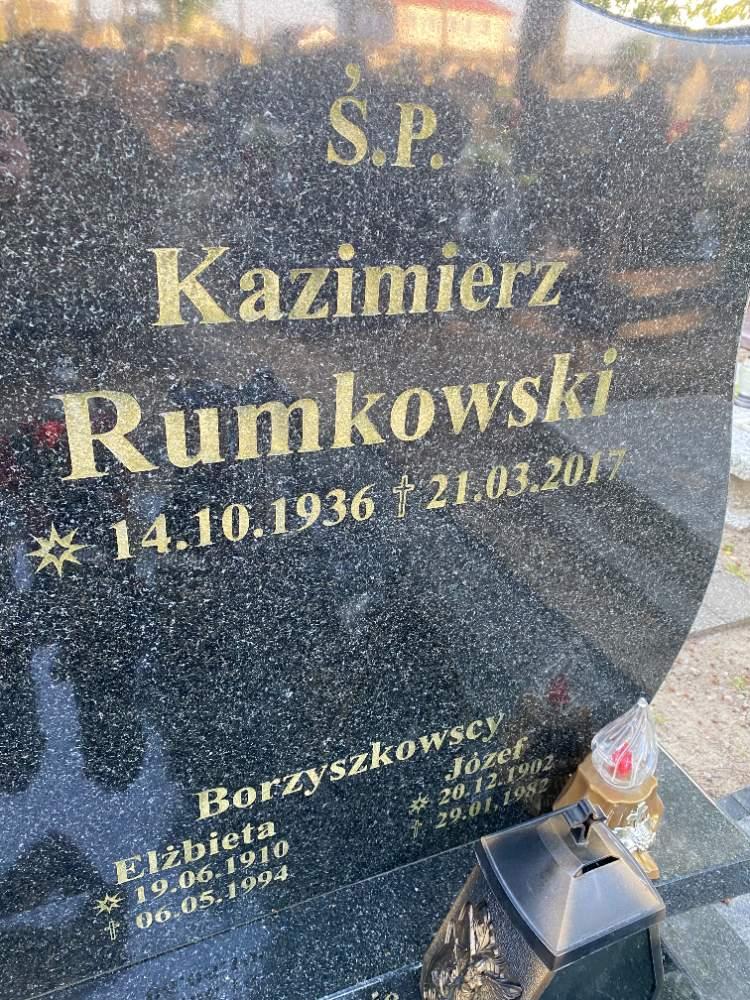 Ś.P.
Kazimierz
Rumkowski
14.10.1936 † 21.03.2017
Borzyszkowscy
Elżbieta
19.06.1910
† 06.05.1994
Józef
20.12.1902
† 29.01.1982